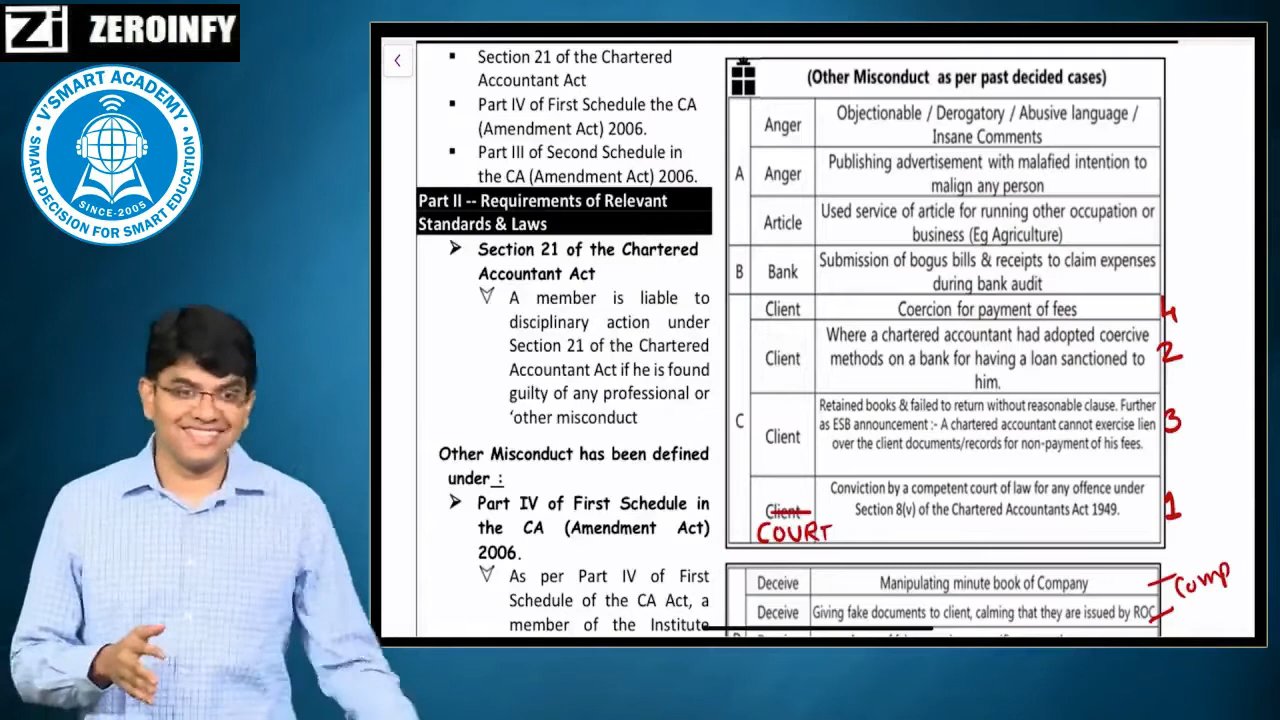 Zi ZEROINFY
V'SMART ACADEMY
SMART DECISION FOR SMART EDUCATION
SINCE-2005
<
▪ Section 21 of the Chartered
Accountant Act
▪ Part IV of First Schedule the CA
(Amendment Act) 2006.
▪ Part III of Second Schedule in
the CA (Amendment Act) 2006.
Part II -- Requirements of Relevant
Standards & Laws
➤ Section 21 of the Chartered
Accountant Act
A member is liable to
disciplinary action under
Section 21 of the Chartered
Accountant Act if he is found
guilty of any professional or
‘other misconduct
Other Misconduct has been defined
under :
➤ Part IV of First Schedule in
the CA (Amendment Act)
2006.
As per Part IV of First
Schedule of the CA Act, a
member of the Institute
(Other Misconduct as per past decided cases)
A
Anger
Objectionable / Derogatory / Abusive language /
Insane Comments
Anger
Publishing advertisement with malafied intention to
malign any person
Article
Used service of article for running other occupation or
business (Eg Agriculture)
B
Bank
Submission of bogus bills & receipts to claim expenses
during bank audit
C
Client
Coercion for payment of fees
4
Client
Where a chartered accountant had adopted coercive
methods on a bank for having a loan sanctioned to
him.
2
Client
Retained books & failed to return without reasonable clause. Further
as ESB announcement :- A chartered accountant cannot exercise lien
over the client documents/records for non-payment of his fees.
3
Client
COURT
Conviction by a competent court of law for any offence under
Section 8(v) of the Chartered Accountants Act 1949.
1
Deceive
Manipulating minute book of Company
Deceive
Giving fake documents to client, calming that they are issued by ROC
Comp